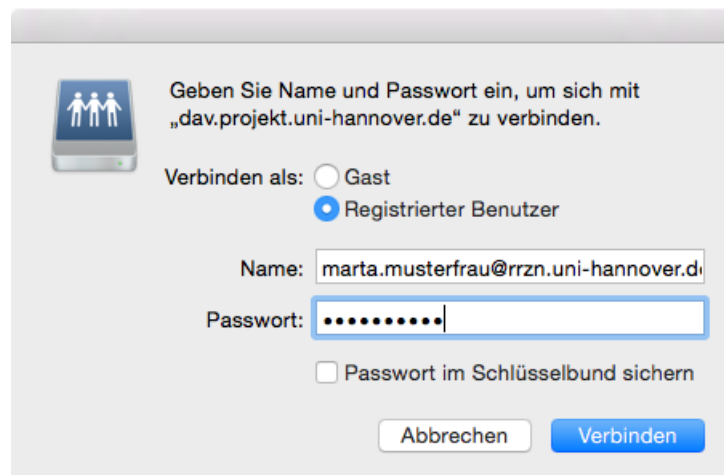 Geben Sie Name und Passwort ein, um sich mit
„dav.projekt.uni-hannover.de“ zu verbinden.
Verbinden als: Gast
Registrierter Benutzer
Name: marta.musterfrau@rrzn.uni-hannover.d
Passwort: ••••••••••
Passwort im Schlüsselbund sichern
Abbrechen Verbinden